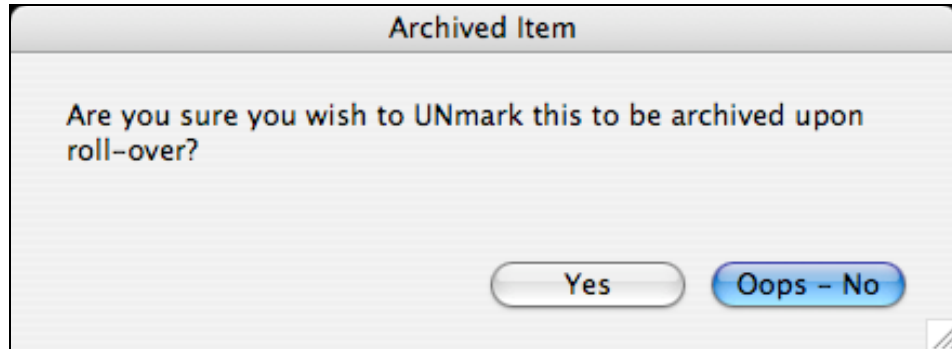 Archived Item
Are you sure you wish to UNmark this to be archived upon
roll-over?
Yes
Oops - No